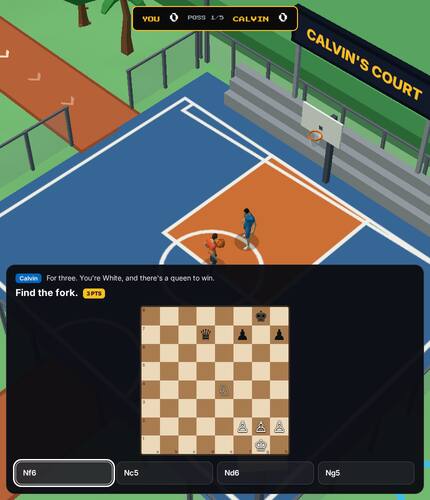 YOU 0 POSS 1/5 CALVIN 0
CALVIN'S COURT
Calvin For three. You're White, and there's a queen to win.
Find the fork. 3 PTS
Nf6 Nc5 Nd6 Ng5